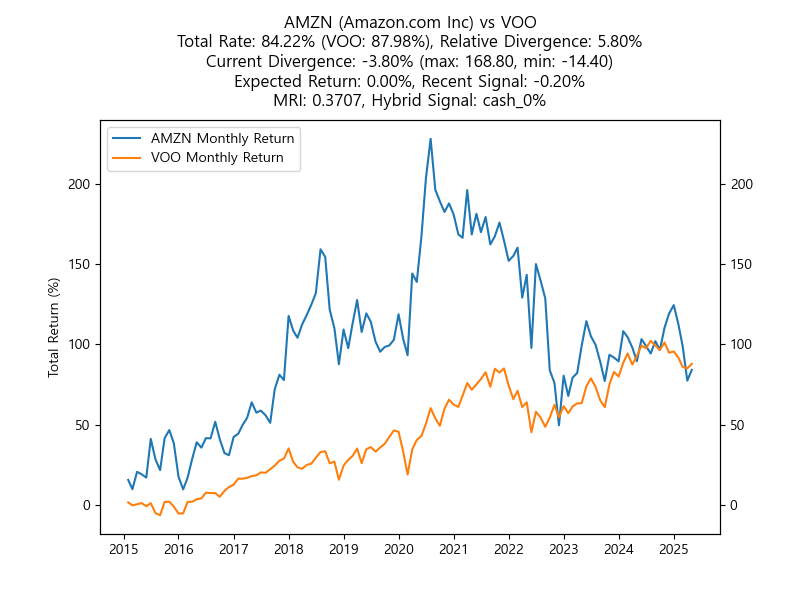 AMZN (Amazon.com Inc) vs VOO
Total Rate: 84.22% (VOO: 87.98%), Relative Divergence: 5.80%
Current Divergence: -3.80% (max: 168.80, min: -14.40)
Expected Return: 0.00%, Recent Signal: -0.20%
MRI: 0.3707, Hybrid Signal: cash_0%
AMZN Monthly Return
VOO Monthly Return
Total Return (%)
200
150
100
50
0
200
150
100
50
0
2015 2016 2017 2018 2019 2020 2021 2022 2023 2024 2025